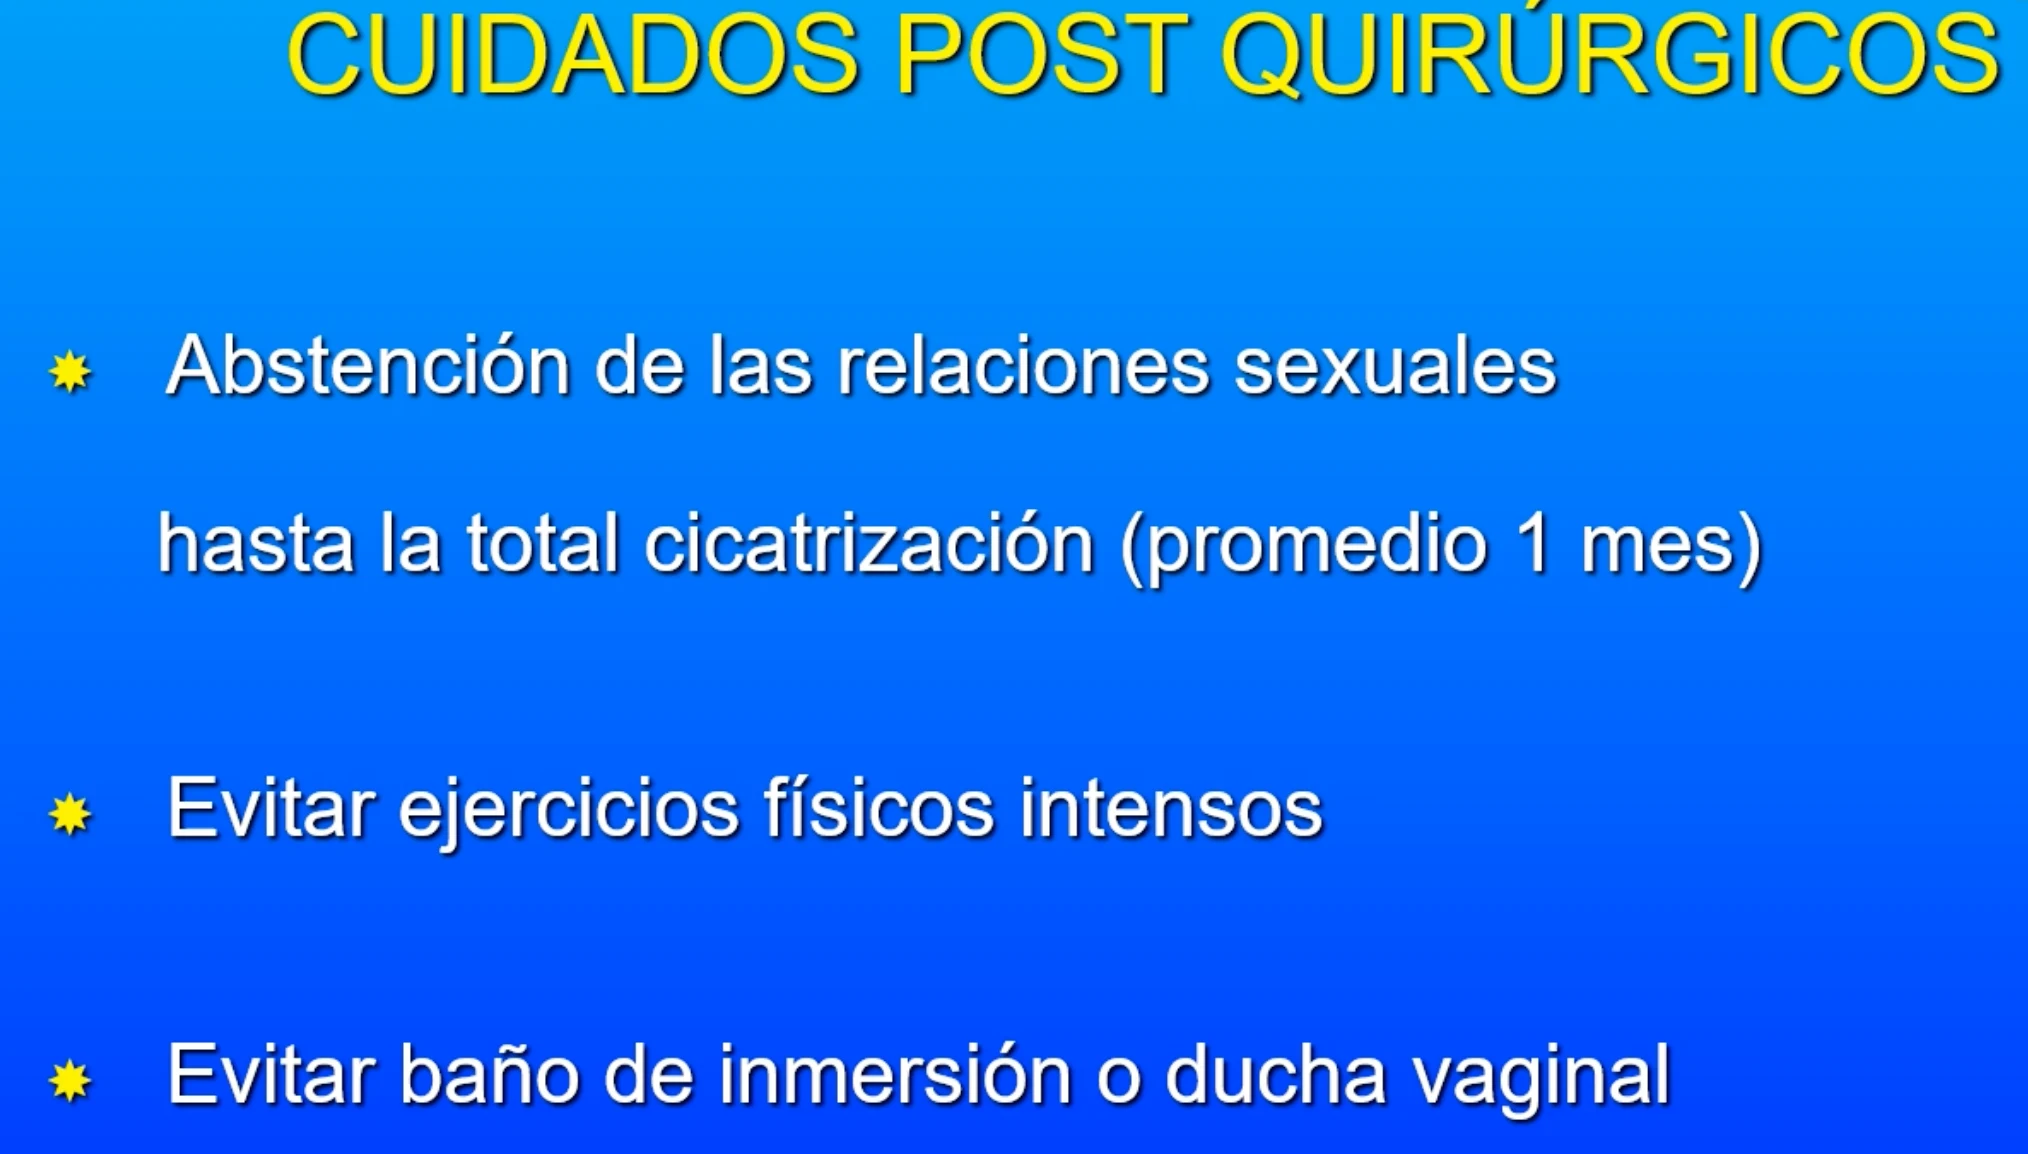 CUIDADOS POST QUIRÚRGICOS
Abstención de las relaciones sexuales
hasta la total cicatrización (promedio 1 mes)
Evitar ejercicios físicos intensos
Evitar baño de inmersión o ducha vaginal